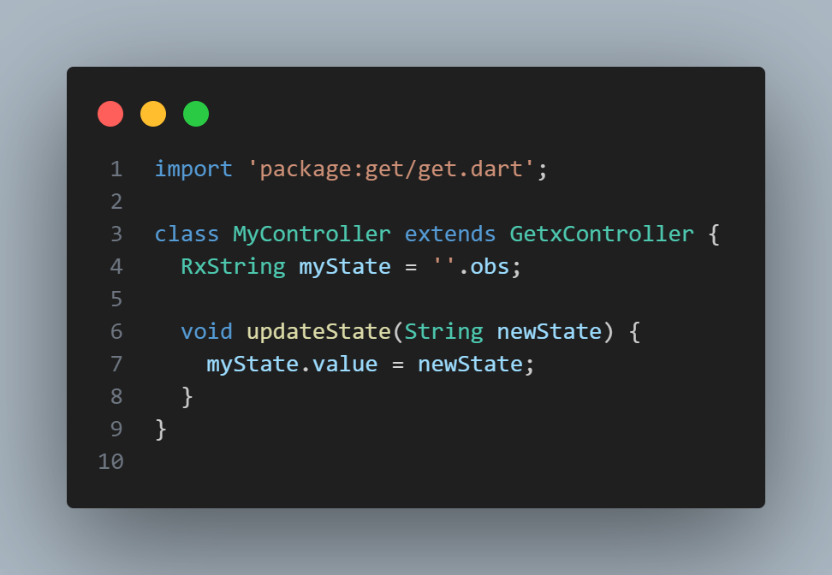 1 import 'package:get/get.dart';
2
3 class MyController extends GetxController {
4   RxString myState = ''.obs;
5
6   void updateState(String newState) {
7     myState.value = newState;
8   }
9 }
10